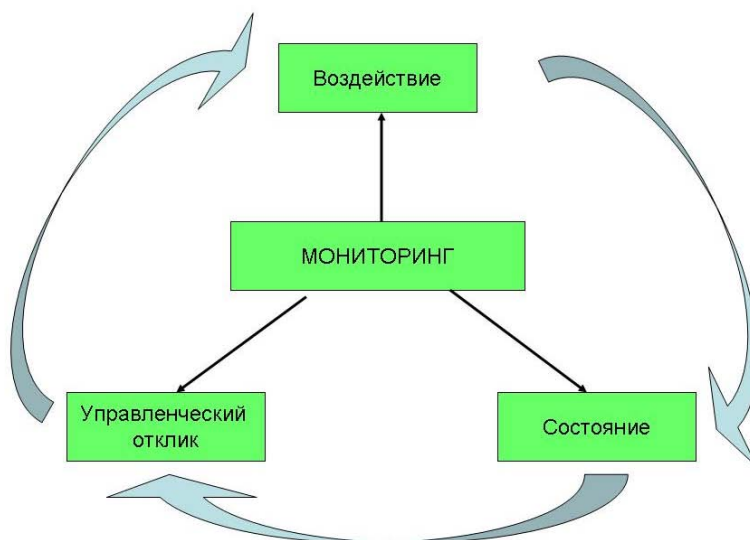 Воздействие
МОНИТОРИНГ
Управленческий
отклик
Состояние